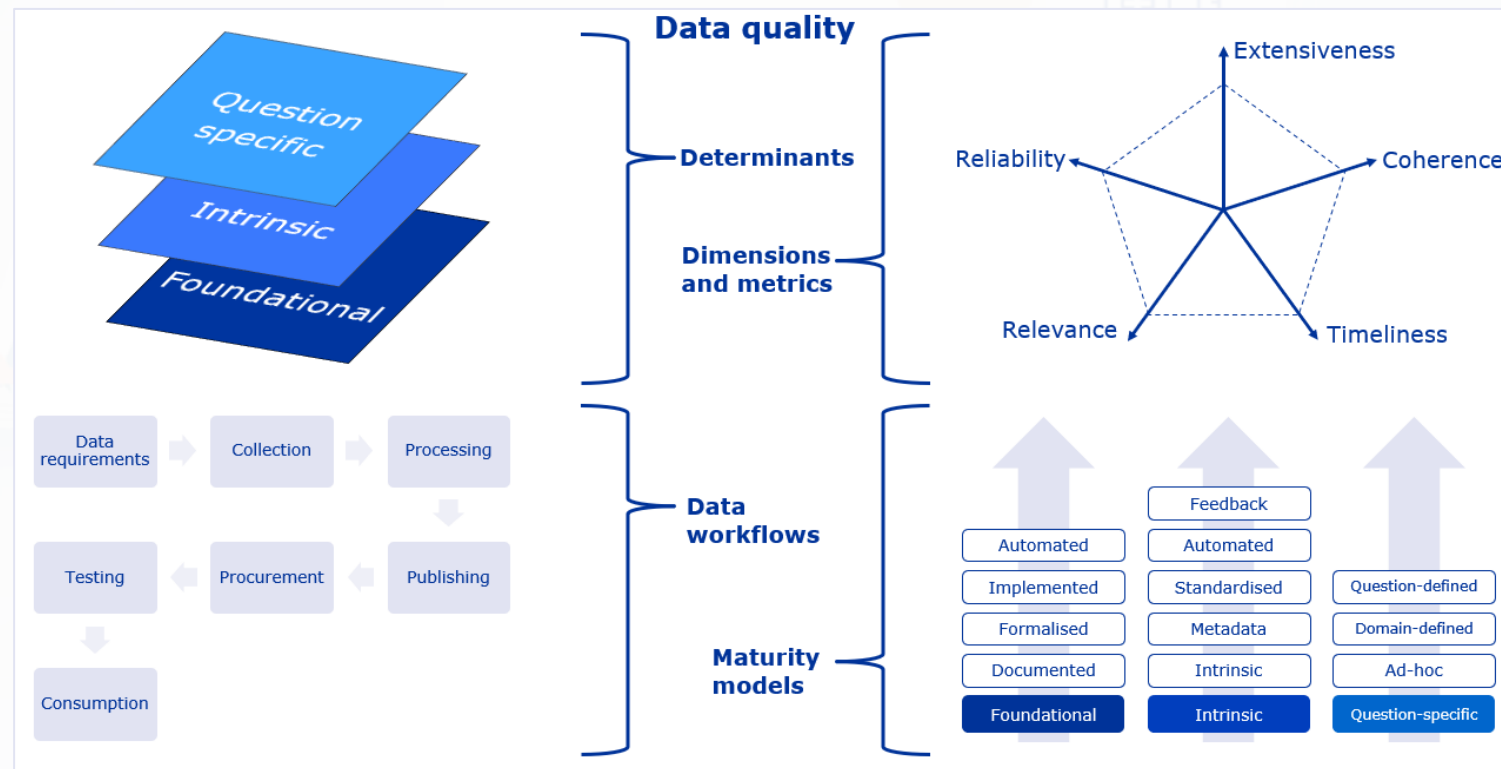 Data quality
Question
specific
Intrinsic
Foundational
Determinants
Dimensions
and metrics
Extensiveness
Reliability
Coherence
Relevance
Timeliness
Data
requirements
Collection
Processing
Testing
Procurement
Publishing
Consumption
Data
workflows
Maturity
models
Automated
Implemented
Formalised
Documented
Foundational
Feedback
Automated
Standardised
Metadata
Intrinsic
Intrinsic
Question-defined
Domain-defined
Ad-hoc
Question-specific